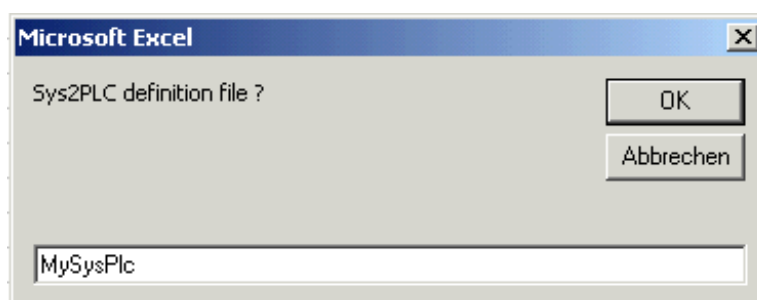 Microsoft Excel
Sys2PLC definition file ?
OK
Abbrechen
MySysPlc